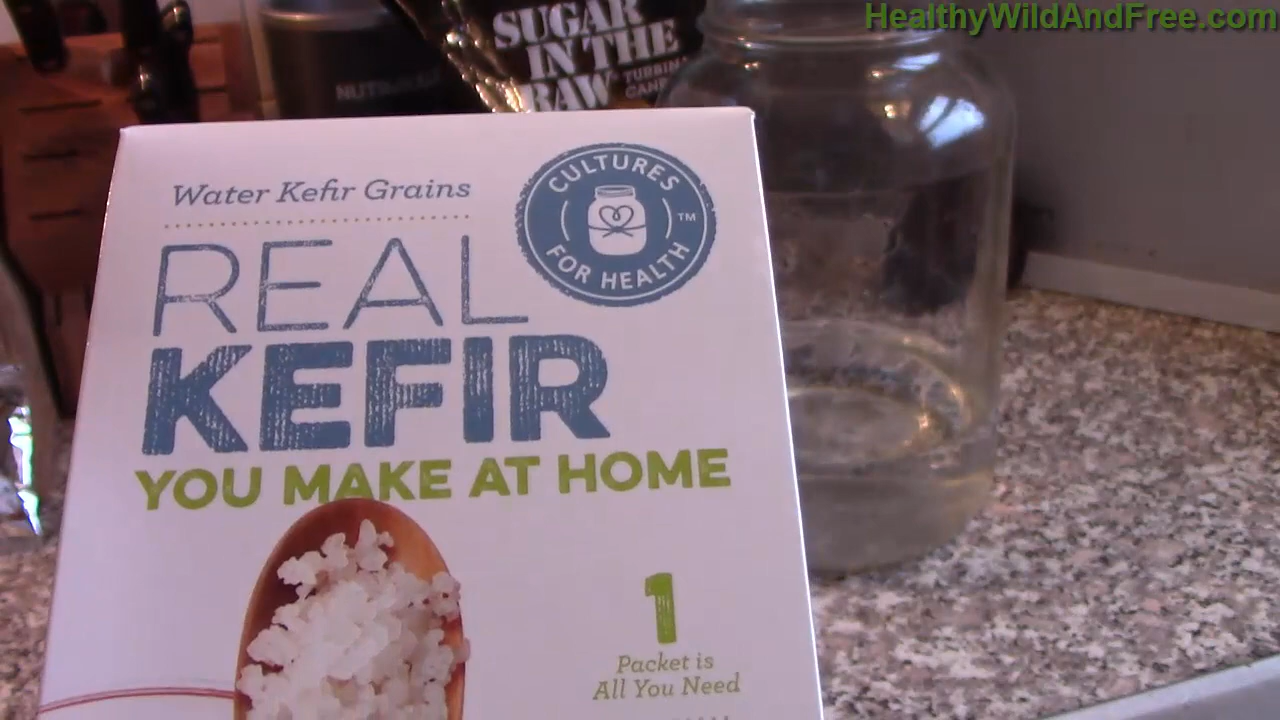 HealthyWildAndFree.com
SUGAR
IN THE
RAW
Water Kefir Grains
CULTURES
FOR HEALTH
TM
REAL
KEFIR
YOU MAKE AT HOME
1
Packet is
All You Need